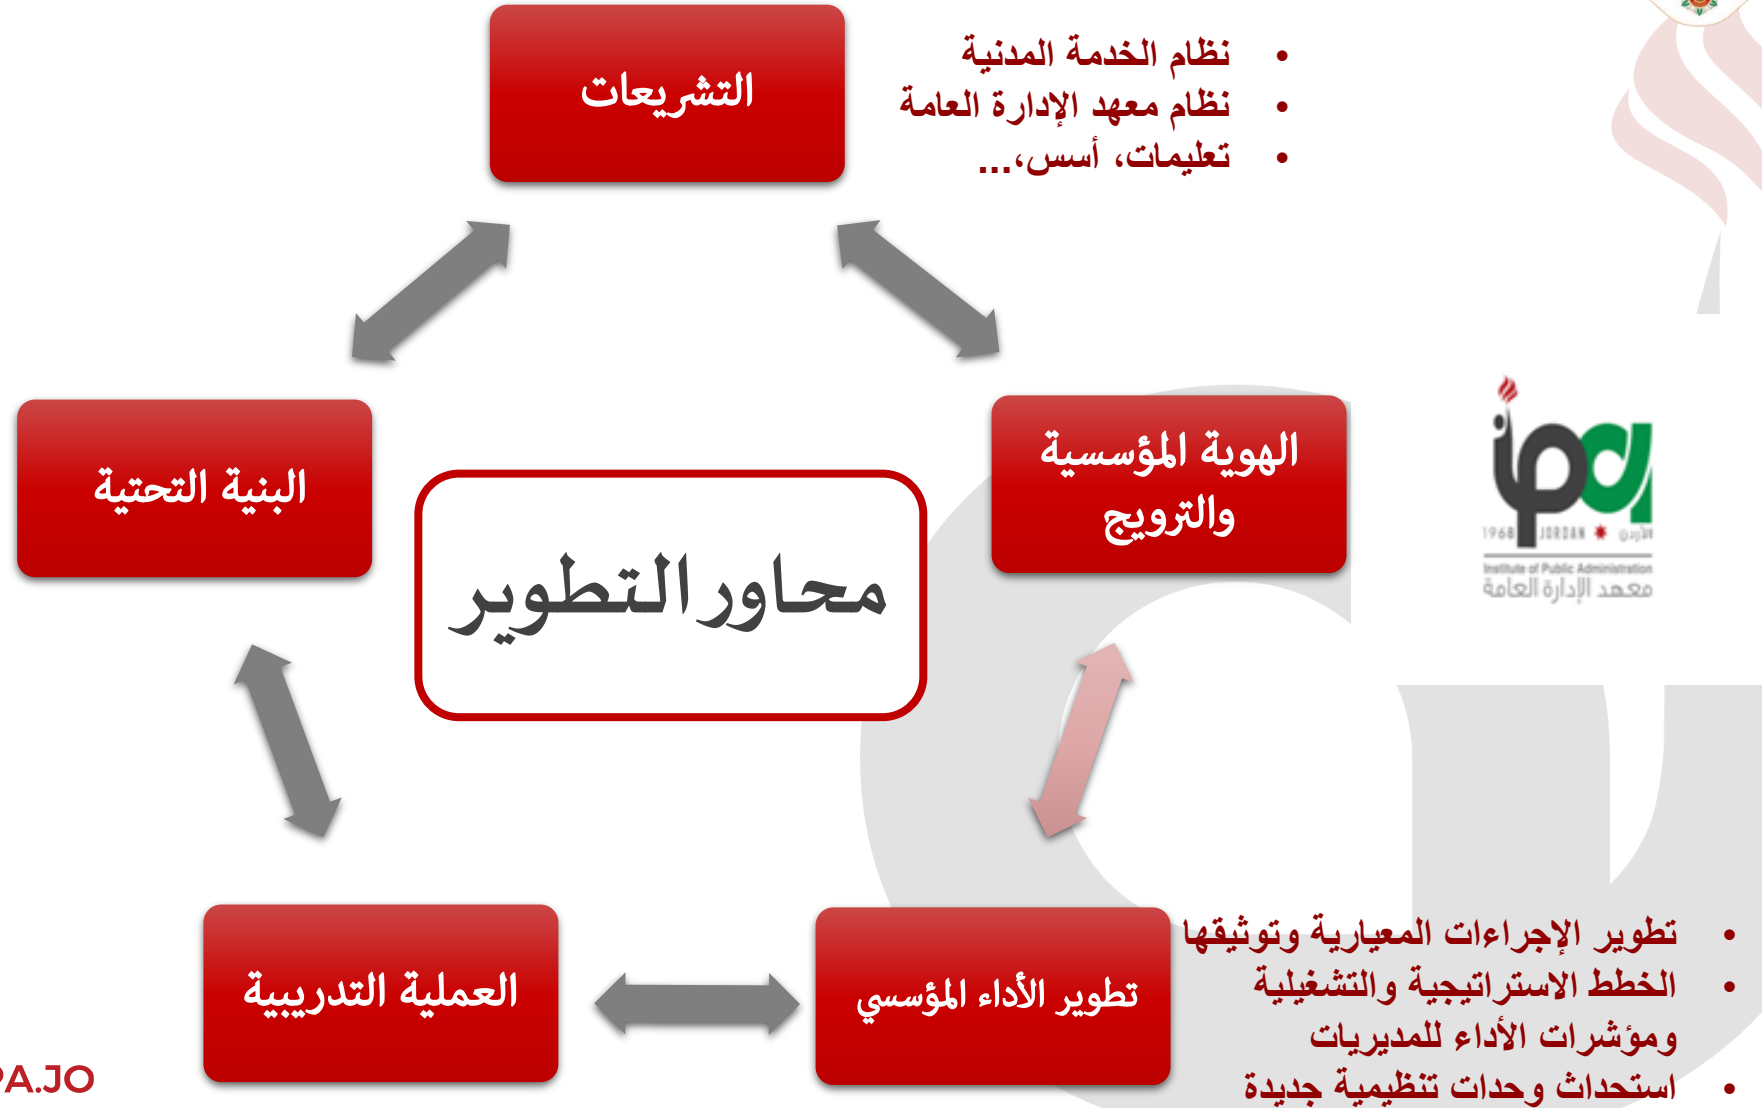 التشريعات
نظام الخدمة المدنية
نظام معهد الإدارة العامة
تعليمات، أسس،...
الهوية المؤسسية
والترويج
1968 JORDAN الأردن
Institute of Public Administration
معهد الإدارة العامة
البنية التحتية
محاور التطوير
تطوير الأداء المؤسسي
تطوير الإجراءات المعيارية وتوثيقها
الخطط الاستراتيجية والتشغيلية
ومؤشرات الأداء للمديريات
استحداث وحدات تنظيمية جديدة
العملية التدريبية
PA.JO